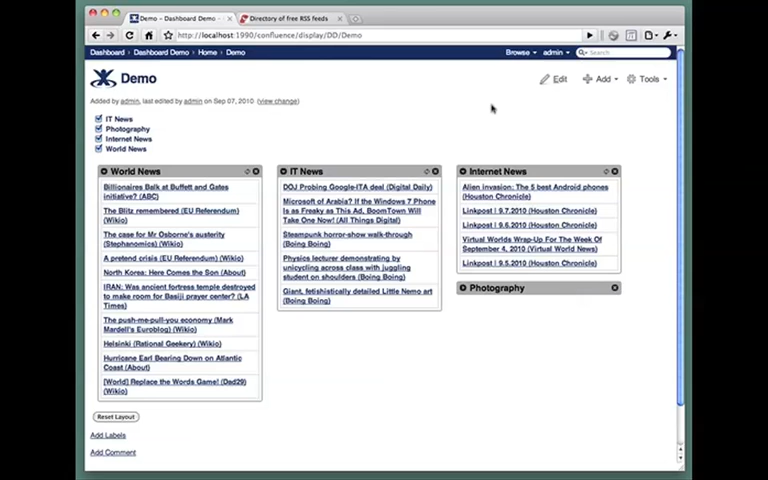 Demo - Dashboard Demo -
Directory of free RSS feeds
http://localhost:1990/confluence/display/DD/Demo
Dashboard > Dashboard Demo > Home > Demo
Browse
admin
Search
Demo
Edit
Add
Tools
Added by admin, last edited by admin on Sep 07, 2010 (view change)
IT News
Photography
Internet News
World News
World News
Billionaires Balk at Buffett and Gates
initiative? (ABC)
The Blitz remembered (EU Referendum)
(Wikio)
The case for Mr Osborne's austerity
(Stephanomics) (Wikio)
A pretend crisis (EU Referendum) (Wikio)
North Korea: Here Comes the Son (About)
IRAN: Was ancient fortress temple destroyed
to make room for Basiji prayer center? (LA
Times)
The push-me-pull-you economy (Mark
Mardell's Euroblog) (Wikio)
Helsinki (Rational Geekery) (Wikio)
Hurricane Earl Bearing Down on Atlantic
Coast (About)
[World] Replace the Words Game! (Dad29)
(Wikio)
IT News
DOJ Probing Google-ITA deal (Digital Daily)
Microsoft of Arabia? If the Windows 7 Phone
Is as Freaky as This Ad, BoomTown Will
Take One Now! (All Things Digital)
Steampunk horror-show walk-through
(Boing Boing)
Physics lecturer demonstrating by
unicycling across class with juggling
student on shoulders (Boing Boing)
Giant, fetishistically detailed Little Nemo art
(Boing Boing)
Internet News
Alien invasion: The 5 best Android phones
(Houston Chronicle)
Linkpost | 9.7.2010 (Houston Chronicle)
Linkpost | 9.6.2010 (Houston Chronicle)
Virtual Worlds Wrap-Up For The Week Of
September 4, 2010 (Virtual World News)
Linkpost | 9.5.2010 (Houston Chronicle)
Photography
Reset Layout
Add Labels
Add Comment